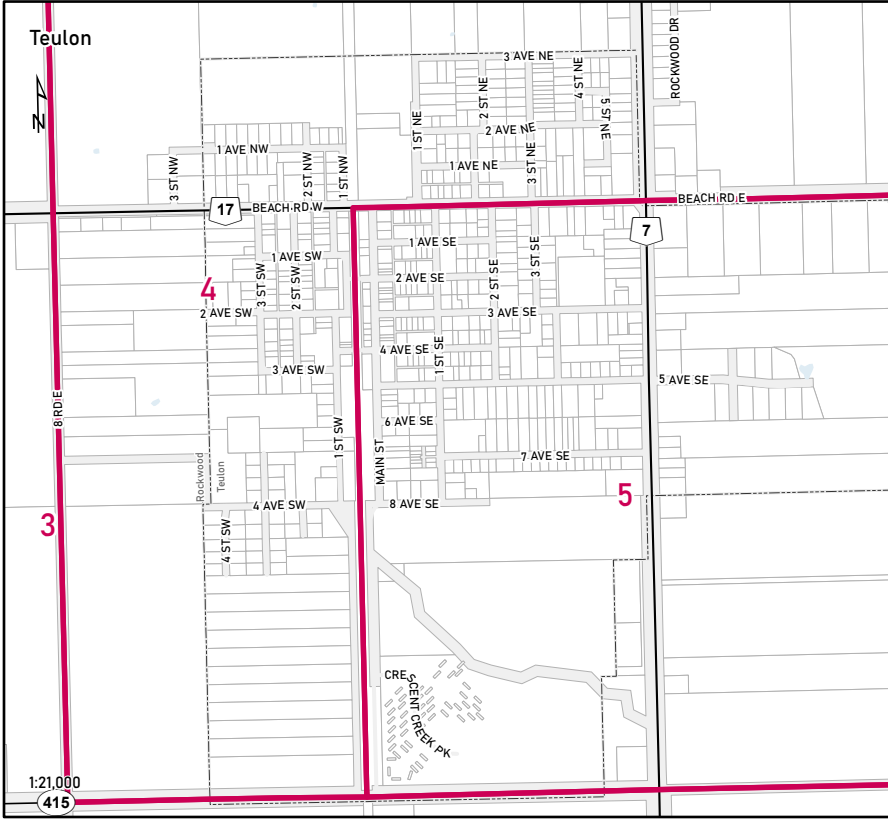 Teulon
N
3 AVE NE
ROCKWOOD DR
4 ST NE
2 ST NE
5 ST NE
1 ST NE
2 AVE NE
1 AVE NW
3 ST NE
1 AVE NE
3 ST NW
2 ST NW
1 ST NW
17
BEACH RD W
BEACH RD E
7
1 AVE SE
1 AVE SW
3 ST SE
2 AVE SE
2 ST SE
3 ST SW
2 ST SW
4
2 AVE SW
3 AVE SE
4 AVE SE
1 ST SE
3 AVE SW
5 AVE SE
8 RD E
6 AVE SE
1 ST SW
MAIN ST
7 AVE SE
Rockwood
Teulon
5
4 AVE SW
8 AVE SE
3
4 ST SW
CRESCENT CREEK PK
1:21,000
415